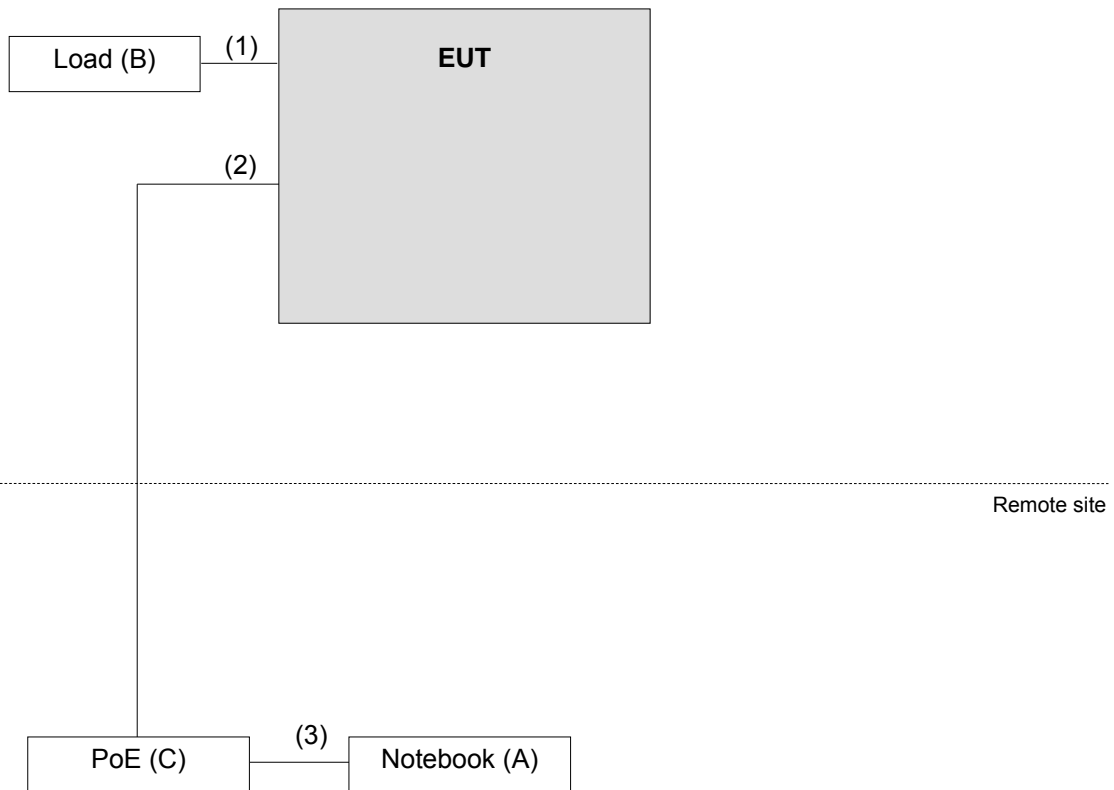 Load (B)
(1)
EUT
(2)
Remote site
PoE (C)
(3)
Notebook (A)